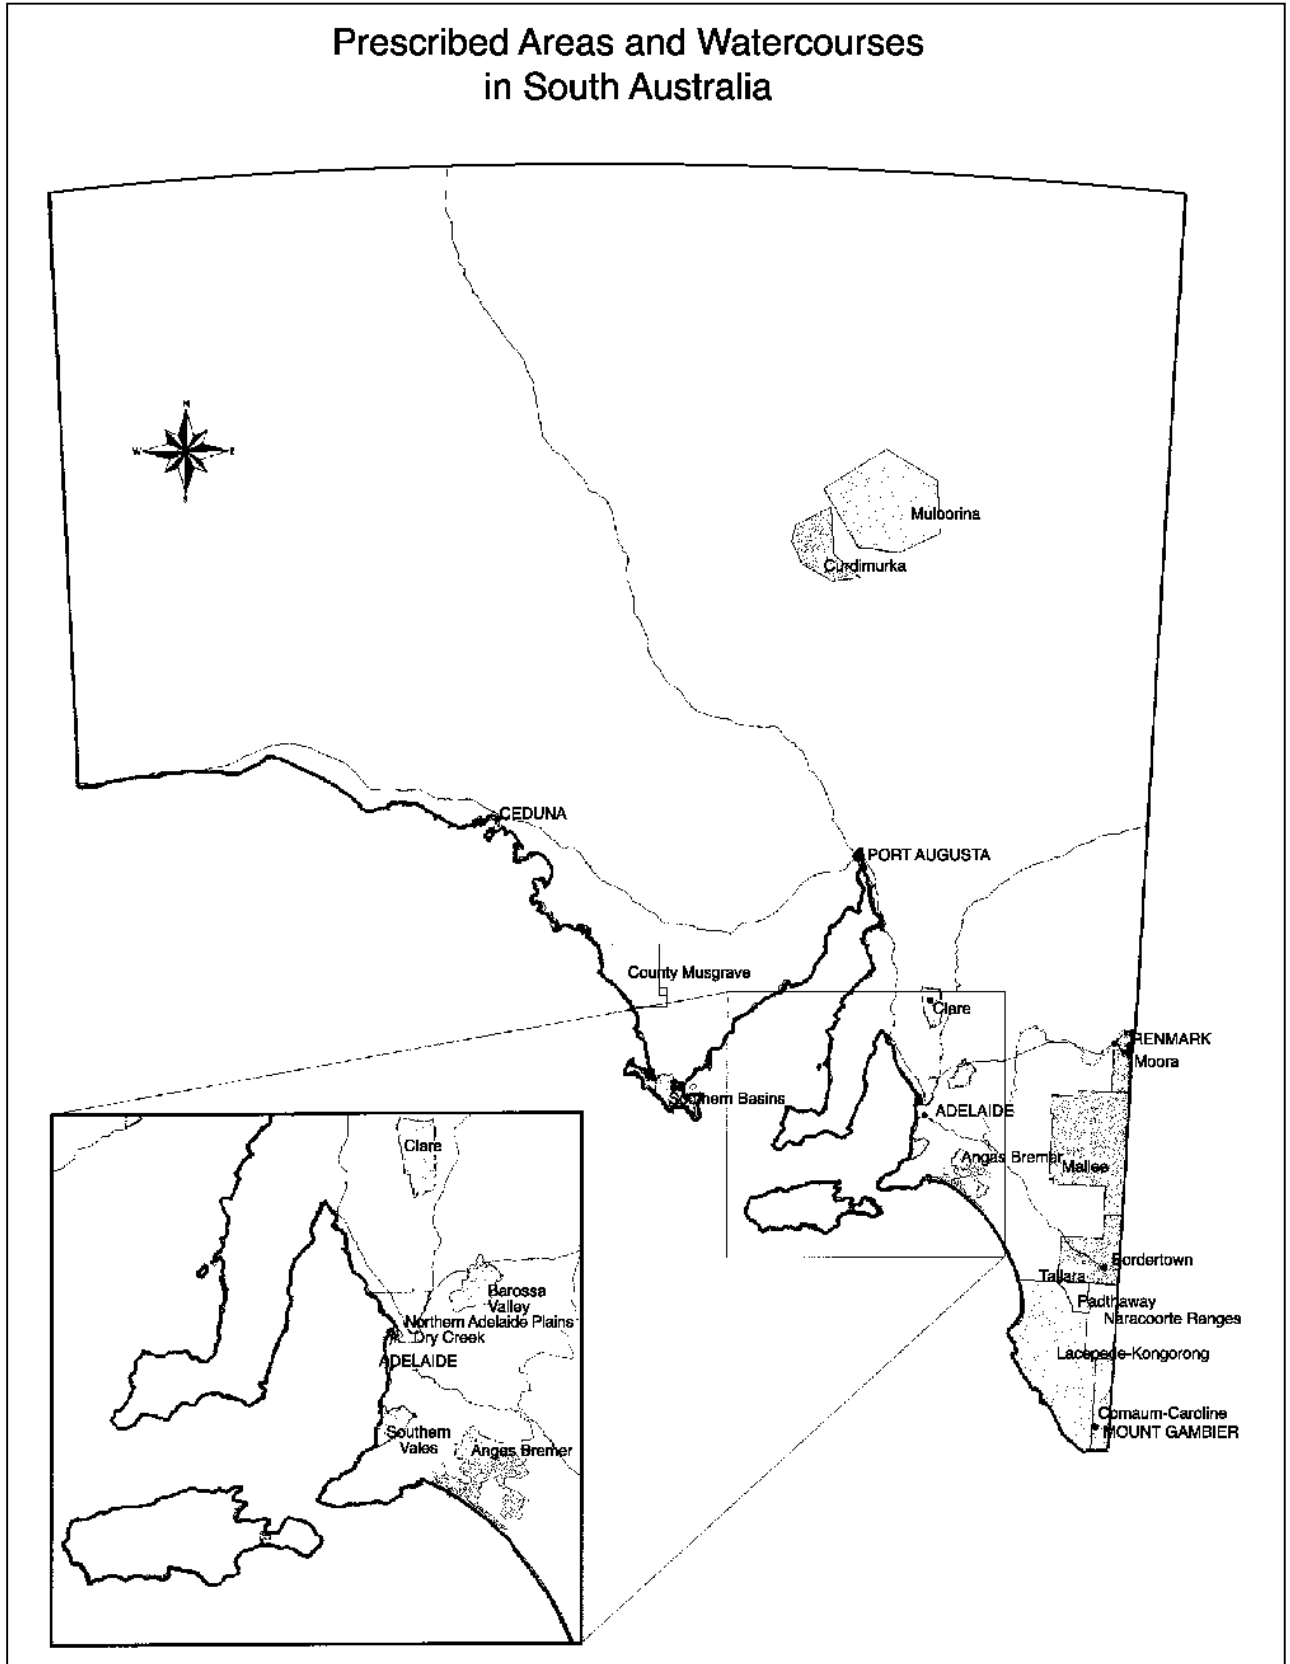 Prescribed Areas and Watercourses
in South Australia
N
W
E
S
Muloorina
Curdimurka
CEDUNA
PORT AUGUSTA
County Musgrave
Clare
RENMARK
Moora
Southern Basins
ADELAIDE
Angas Bremer
Mallee
Bordertown
Tatiara
Padthaway
Naracoorte Ranges
Lacepede-Kongorong
Comaum-Caroline
MOUNT GAMBIER
Clare
Barossa
Valley
Northern Adelaide Plains
Dry Creek
ADELAIDE
Southern
Vales
Angas Bremer